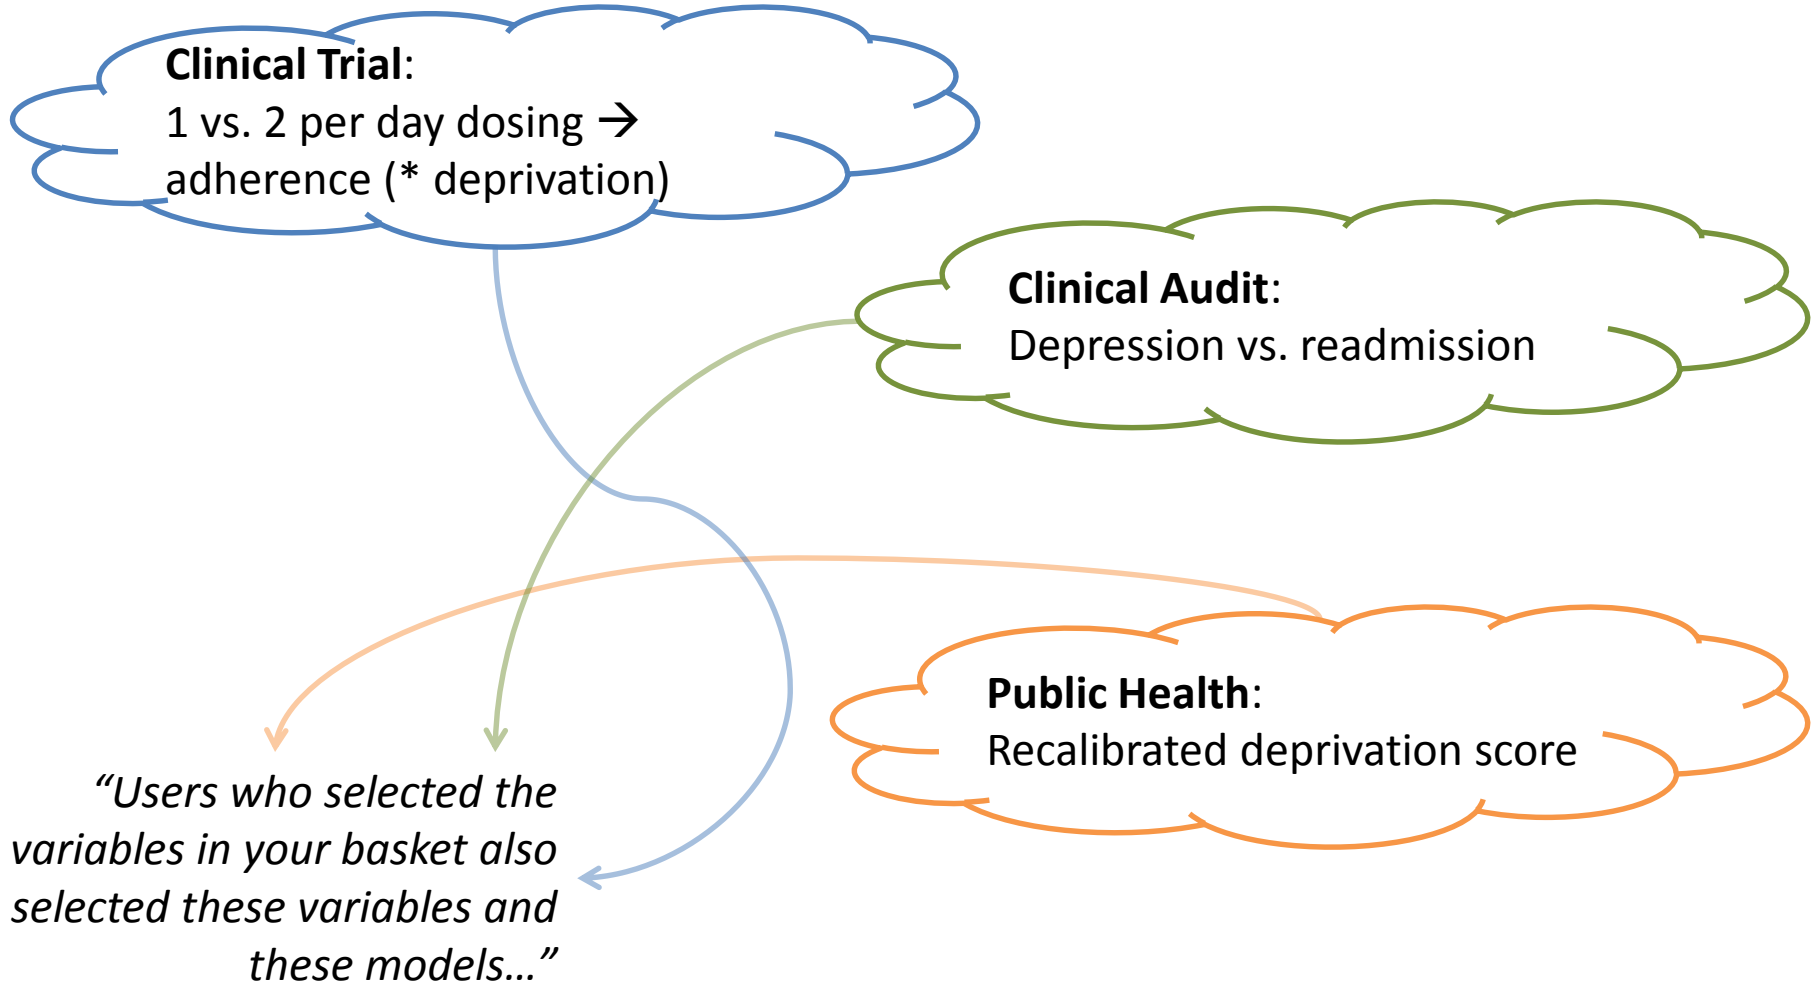 Clinical Trial:
1 vs. 2 per day dosing →
adherence (* deprivation)
Clinical Audit:
Depression vs. readmission
Public Health:
Recalibrated deprivation score
“Users who selected the
variables in your basket also
selected these variables and
these models…”